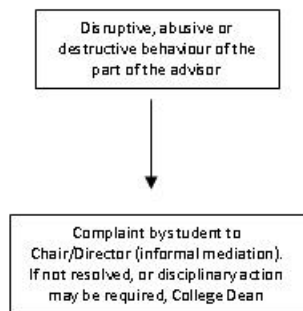 Disruptive, abusive or
destructive behaviour of the
part of the advisor
Complaint by student to
Chair/Director (informal mediation).
If not resolved, or disciplinary action
may be required, College Dean